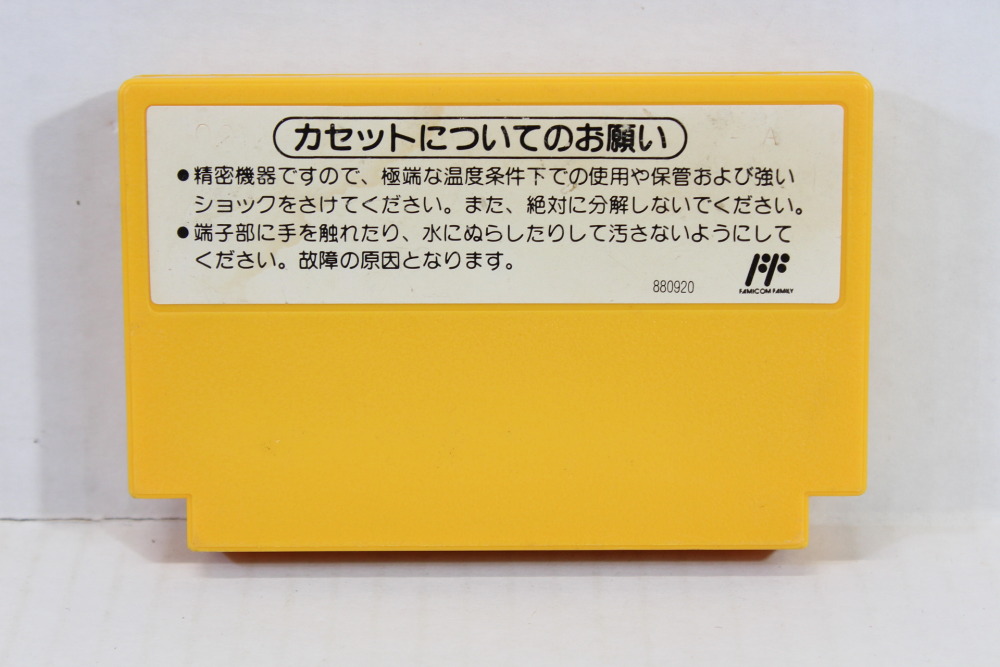 カセットについてのお願い
●精密機器ですので、極端な温度条件下での使用や保管および強い
ショックをさけてください。また、絶対に分解しないでください。
●端子部に手を触れたり、水にぬらしたりして汚さないようにして
ください。故障の原因となります。
880920
FF
FAMICOM FAMILY